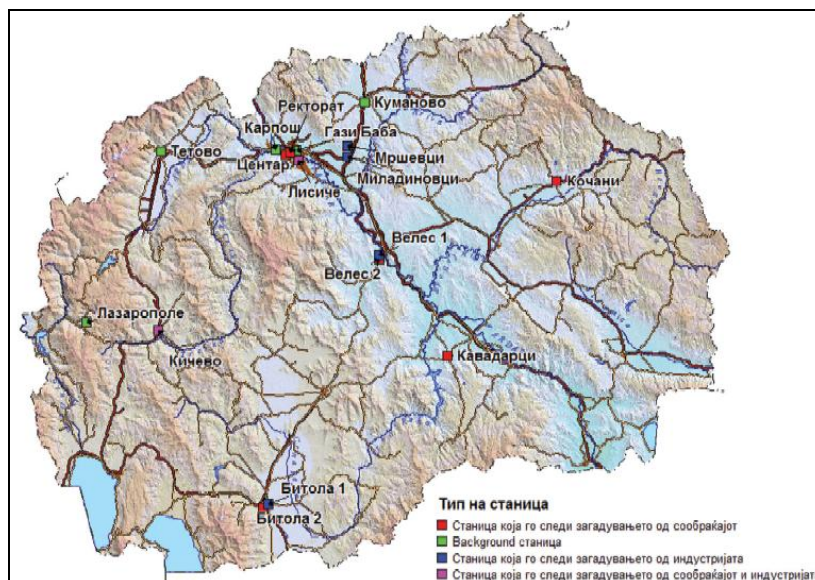 Ректорат
Куманово
Карпош
Гази Баба
Тетово
Мршевци
Центар
Миладиновци
Лисиче
Кочани
Велес 1
Велес 2
Лазарополе
Кичево
Кавадарци
Битола 1
Битола 2
Тип на станица
Станица која го следи загадувањето од сообраќајот
Background станица
Станица која го следи загадувањето од индустријата
Станица која го следи загадувањето од сообраќајот и индустријат